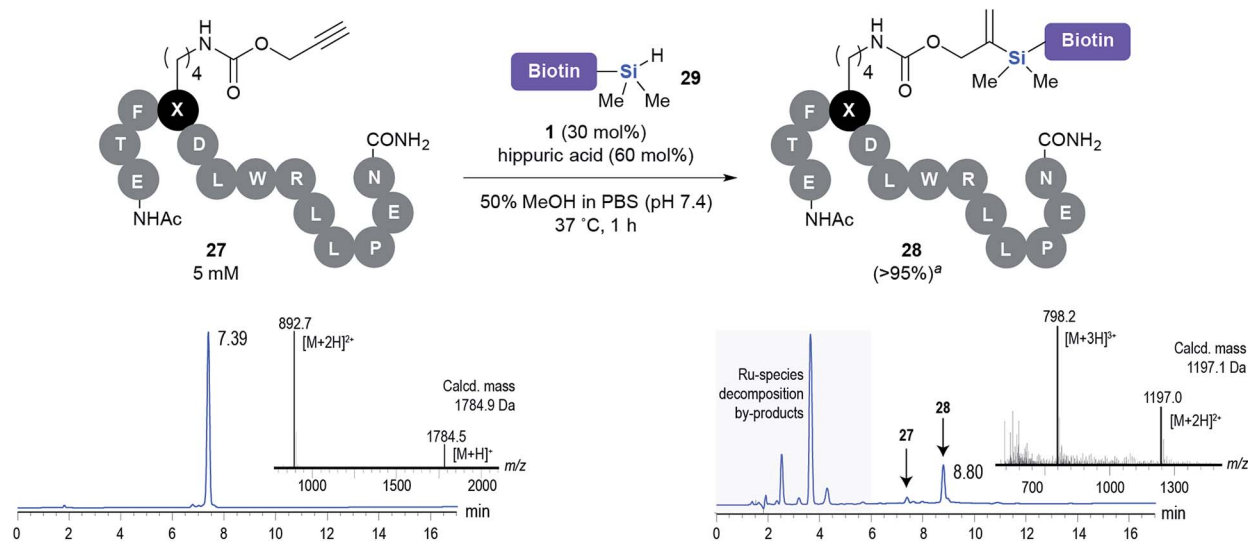 H
N
O
O
( )4
F
X
T
D
E
L
W
R
L
L
P
E
N
NHAc
CONH₂
27
5 mM
Biotin
Si
H
29
Me
Me
1 (30 mol%)
hippuric acid (60 mol%)
50% MeOH in PBS (pH 7.4)
37 ˚C, 1 h
H
N
O
O
( )4
Si
Biotin
Me
Me
F
X
T
D
E
L
W
R
L
L
P
E
N
NHAc
CONH₂
28
(>95%)ᵃ
7.39
892.7
[M+2H]²⁺
Calcd. mass
1784.9 Da
1784.5
[M+H]⁺
m/z
1000 1500 2000
min
0 2 4 6 8 10 12 14 16
Ru-species
decomposition
by-products
27
28
8.80
798.2
[M+3H]³⁺
Calcd. mass
1197.1 Da
1197.0
[M+2H]²⁺
m/z
700 1000 1300
min
0 2 4 6 8 10 12 14 16